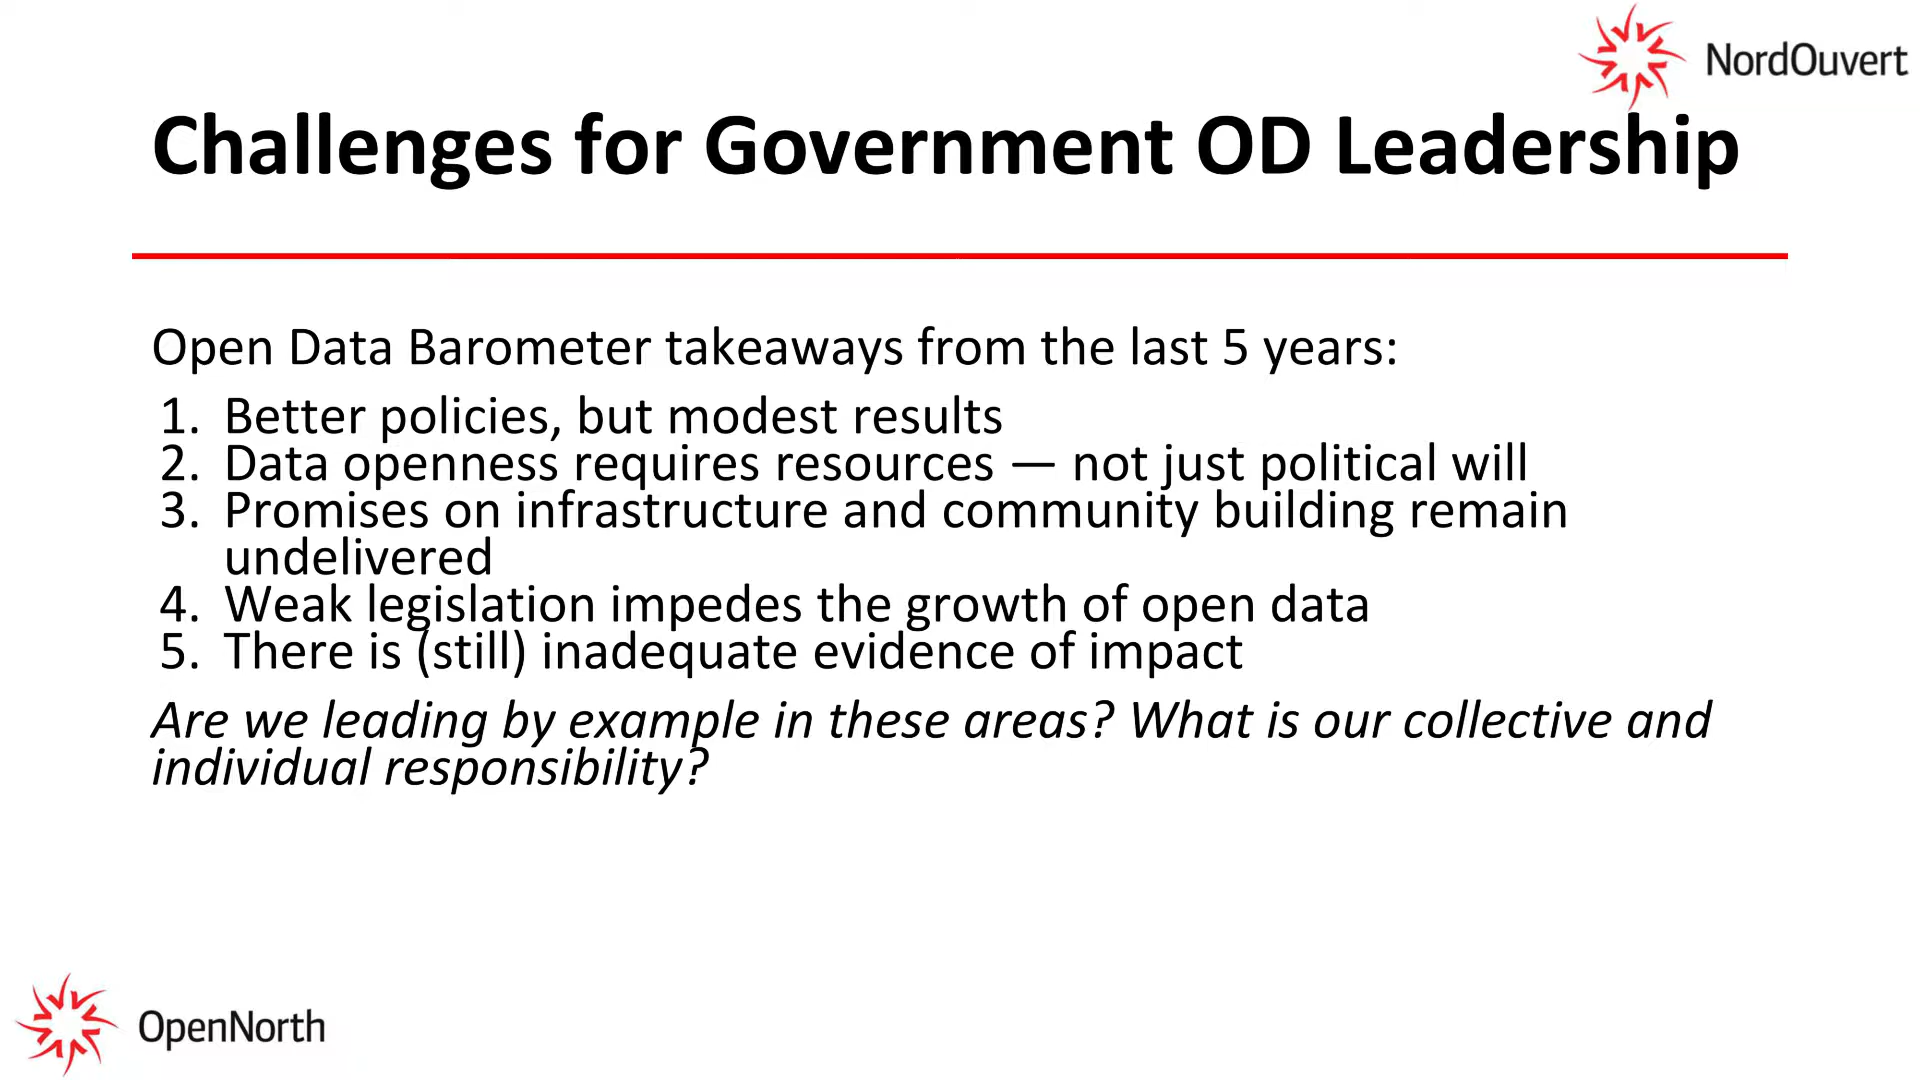 NordOuvert
Challenges for Government OD Leadership
Open Data Barometer takeaways from the last 5 years:
1. Better policies, but modest results
2. Data openness requires resources — not just political will
3. Promises on infrastructure and community building remain
undelivered
4. Weak legislation impedes the growth of open data
5. There is (still) inadequate evidence of impact
Are we leading by example in these areas? What is our collective and
individual responsibility?
OpenNorth